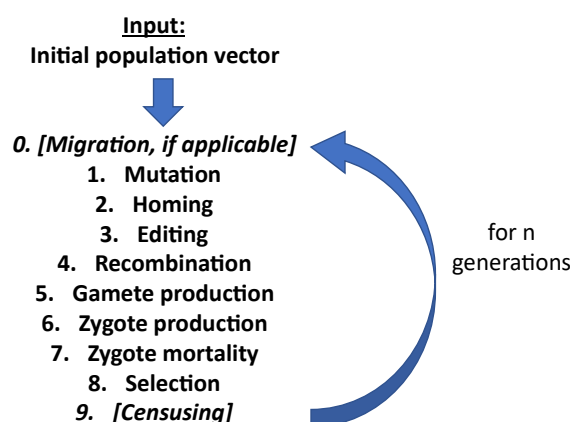 Input:
Initial population vector
0. [Migration, if applicable]
1. Mutation
2. Homing
3. Editing
4. Recombination
5. Gamete production
6. Zygote production
7. Zygote mortality
8. Selection
9. [Censusing]
for n
generations